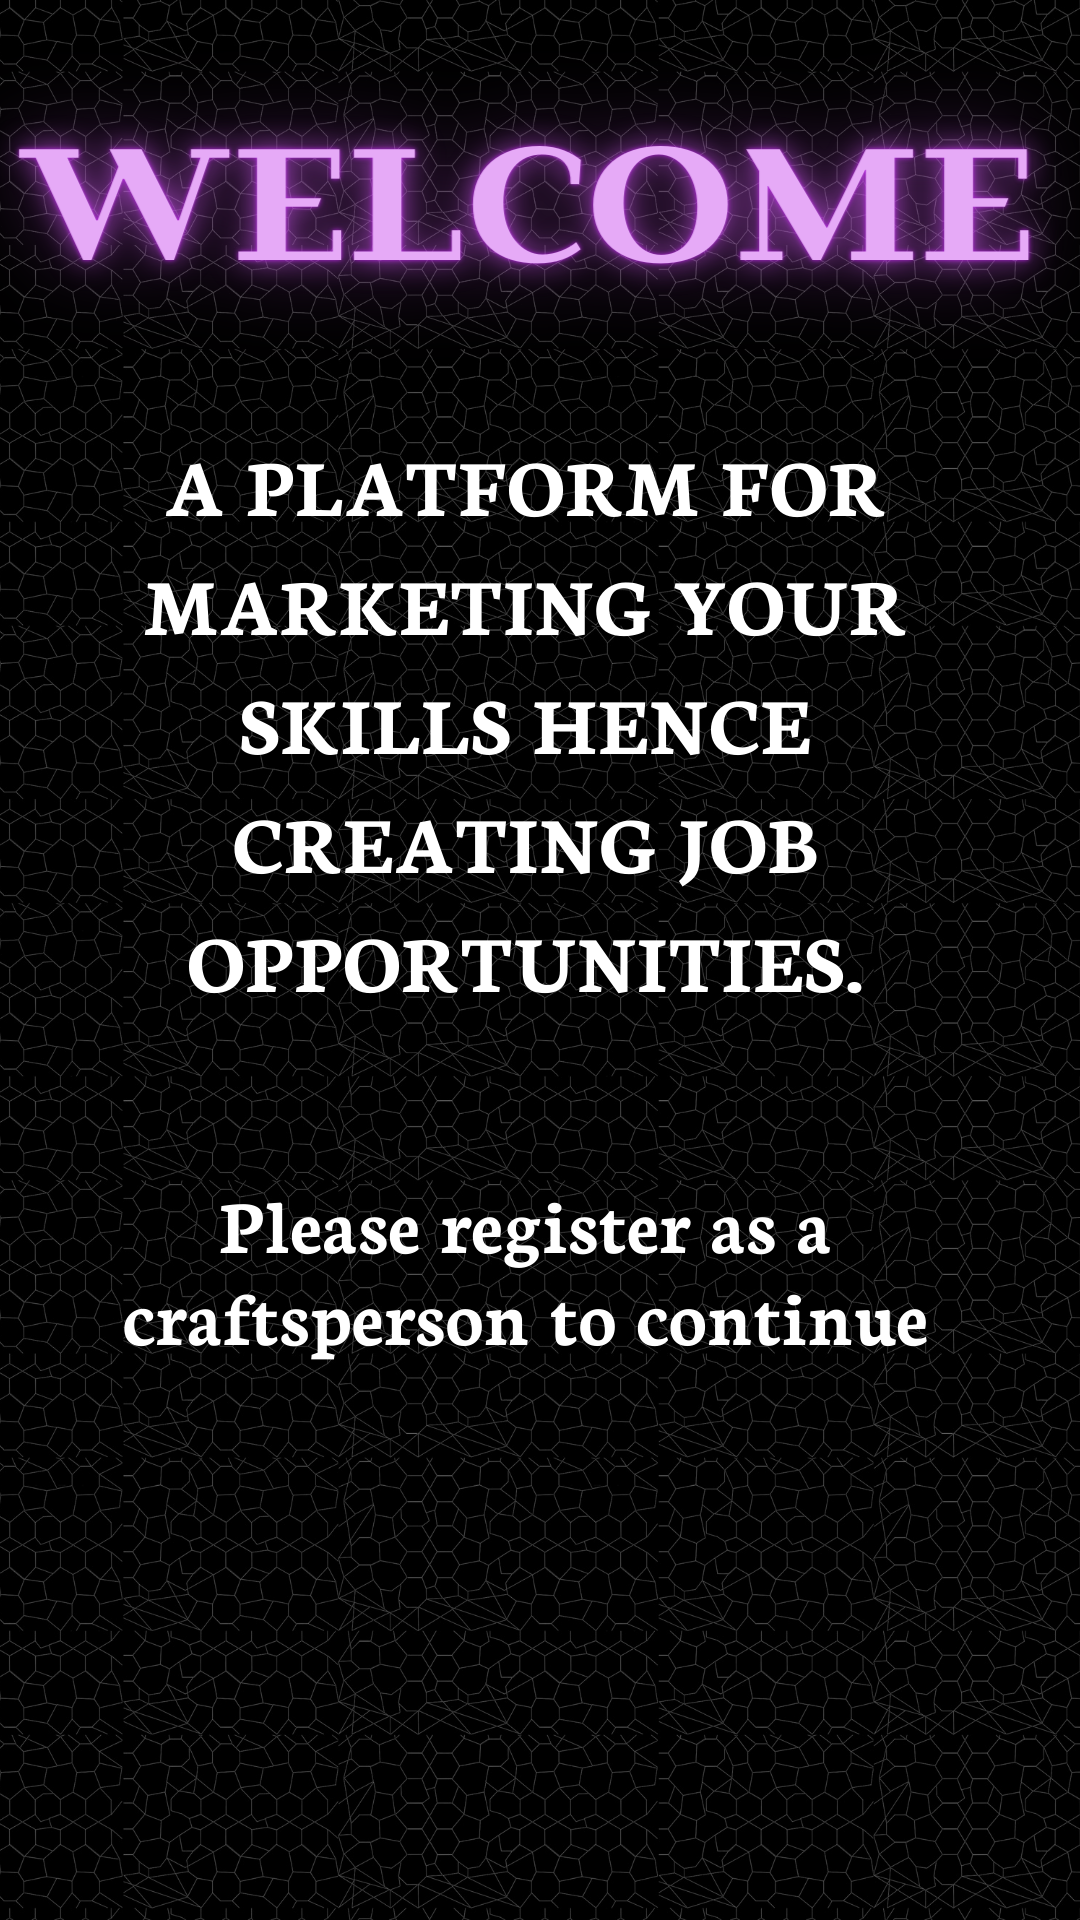 WELCOME
A PLATFORM FOR
MARKETING YOUR
SKILLS HENCE
CREATING JOB
OPPORTUNITIES.
Please register as a
craftsperson to continue